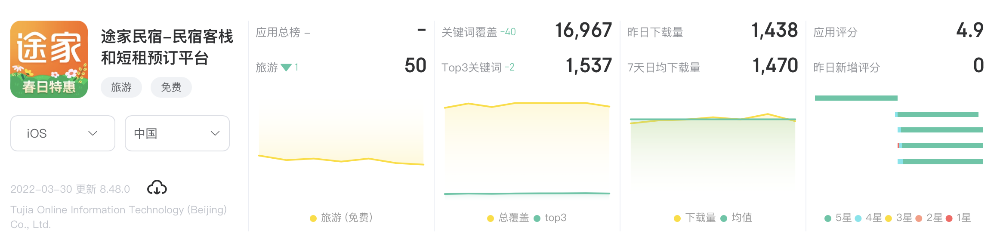 途家
春日特惠
途家民宿-民宿客栈
和短租预订平台
旅游
免费
iOS
中国
2022-03-30 更新 8.48.0
Tujia Online Information Technology (Beijing)
Co., Ltd.
应用总榜 - -
旅游 ▼ 1 50
旅游 (免费)
关键词覆盖 -40 16,967
Top3关键词 -2 1,537
总覆盖 top3
昨日下载量 1,438
7天日均下载量 1,470
下载量 均值
应用评分 4.9
昨日新增评分 0
5星 4星 3星 2星 1星